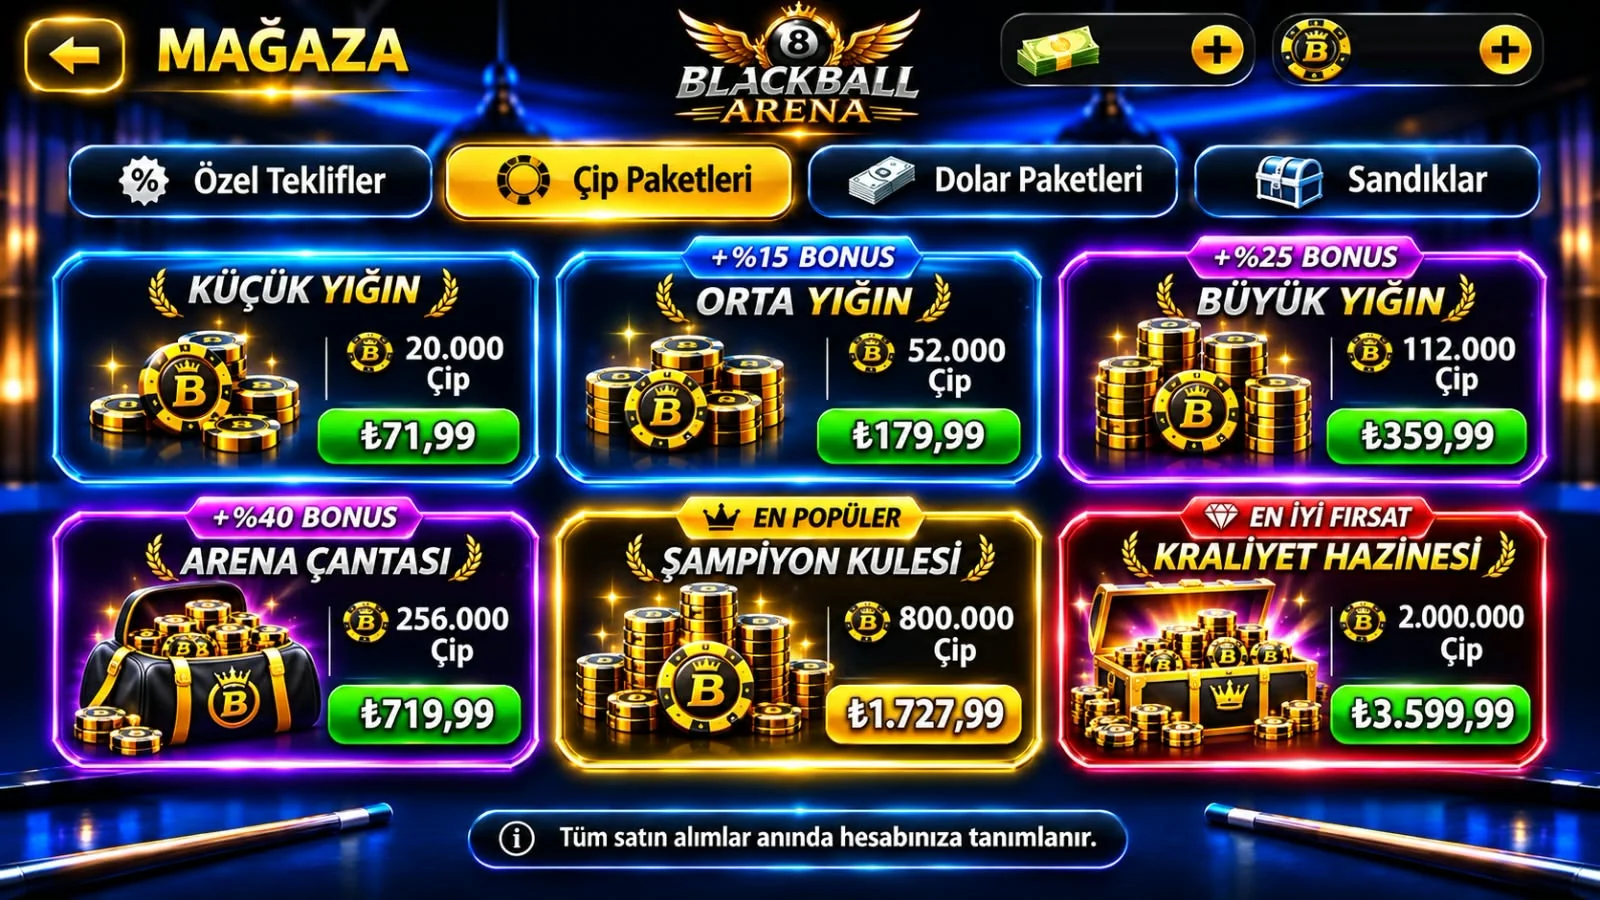 MAĞAZA
8
BLACKBALL
ARENA
Özel Teklifler
Çip Paketleri
Dolar Paketleri
Sandıklar
KÜÇÜK YIĞIN
20.000
Çip
₺71,99
+%15 BONUS
ORTA YIĞIN
52.000
Çip
₺179,99
+%25 BONUS
BÜYÜK YIĞIN
112.000
Çip
₺359,99
+%40 BONUS
ARENA ÇANTASI
256.000
Çip
₺719,99
EN POPÜLER
ŞAMPİYON KULESİ
800.000
Çip
₺1.727,99
EN İYİ FIRSAT
KRALİYET HAZİNESİ
2.000.000
Çip
₺3.599,99
Tüm satın alımlar anında hesabınıza tanımlanır.